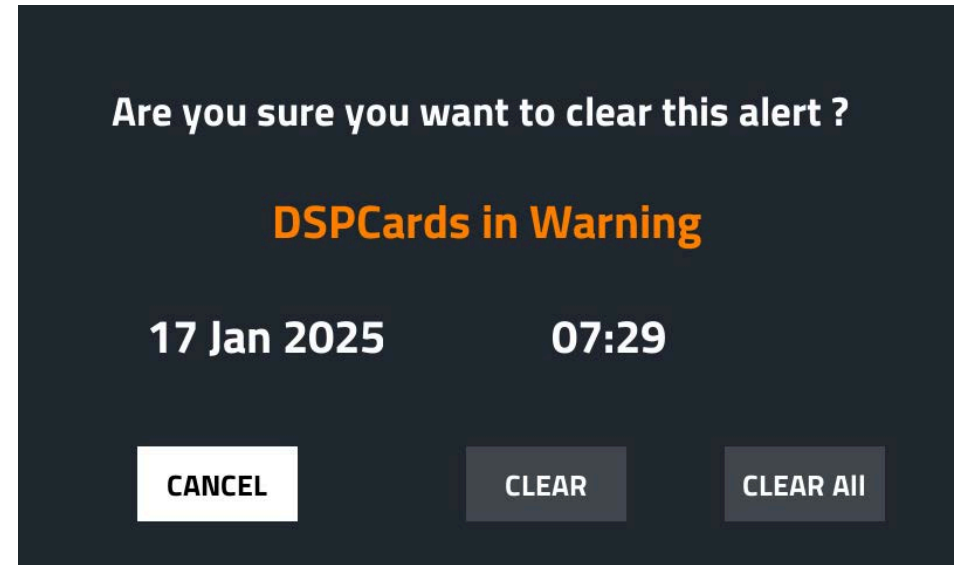 Are you sure you want to clear this alert ?
DSPCards in Warning
17 Jan 2025 07:29
CANCEL CLEAR CLEAR All